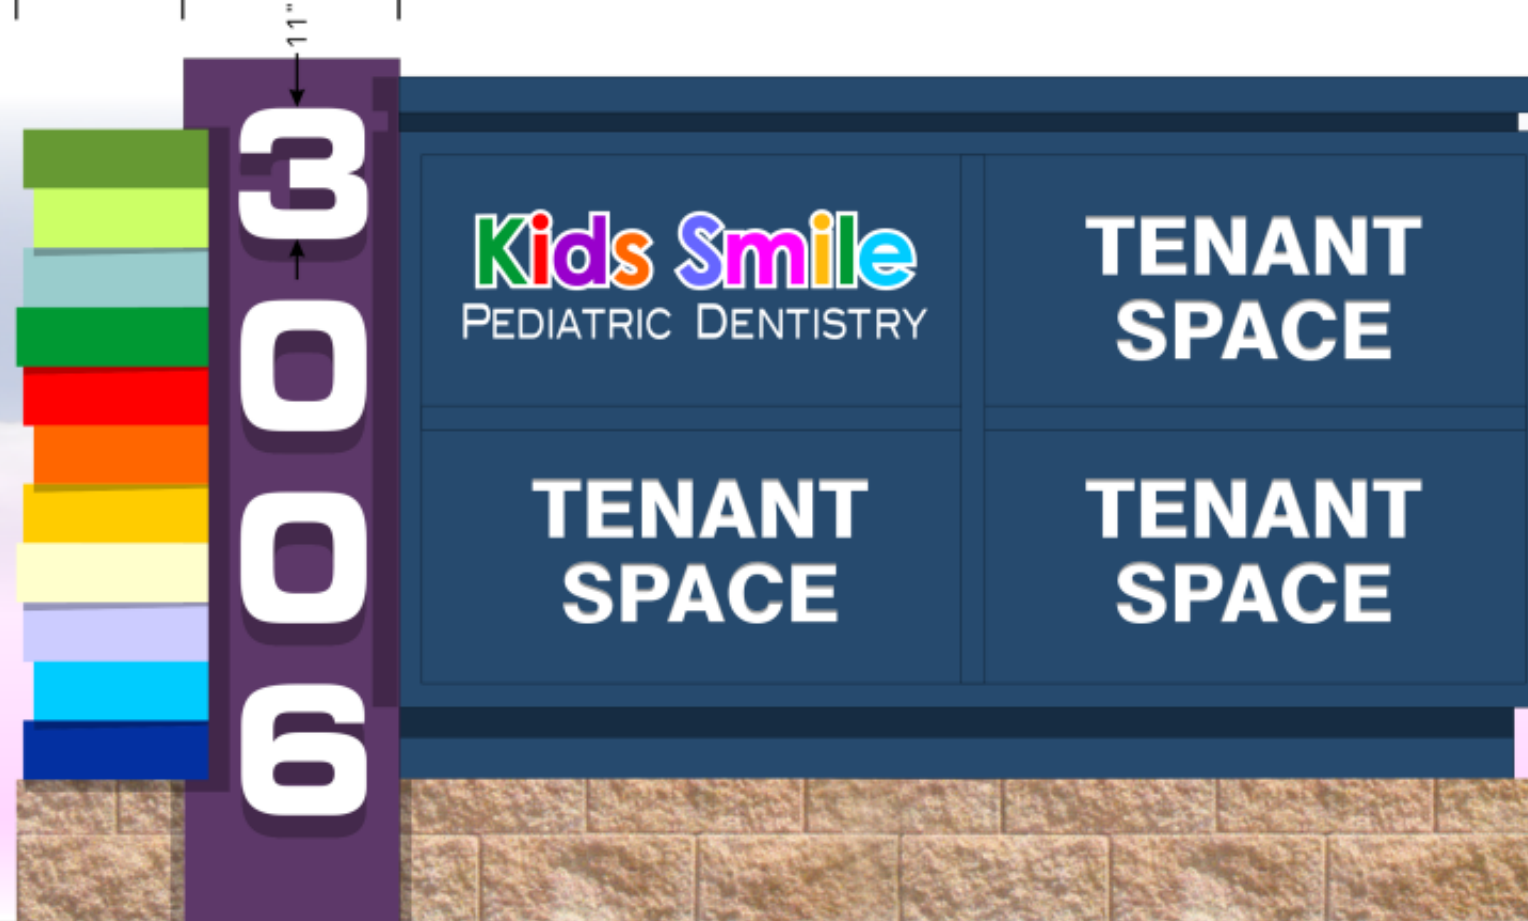 11"
3
0
0
6
Kids Smile
PEDIATRIC DENTISTRY
TENANT
SPACE
TENANT
SPACE
TENANT
SPACE